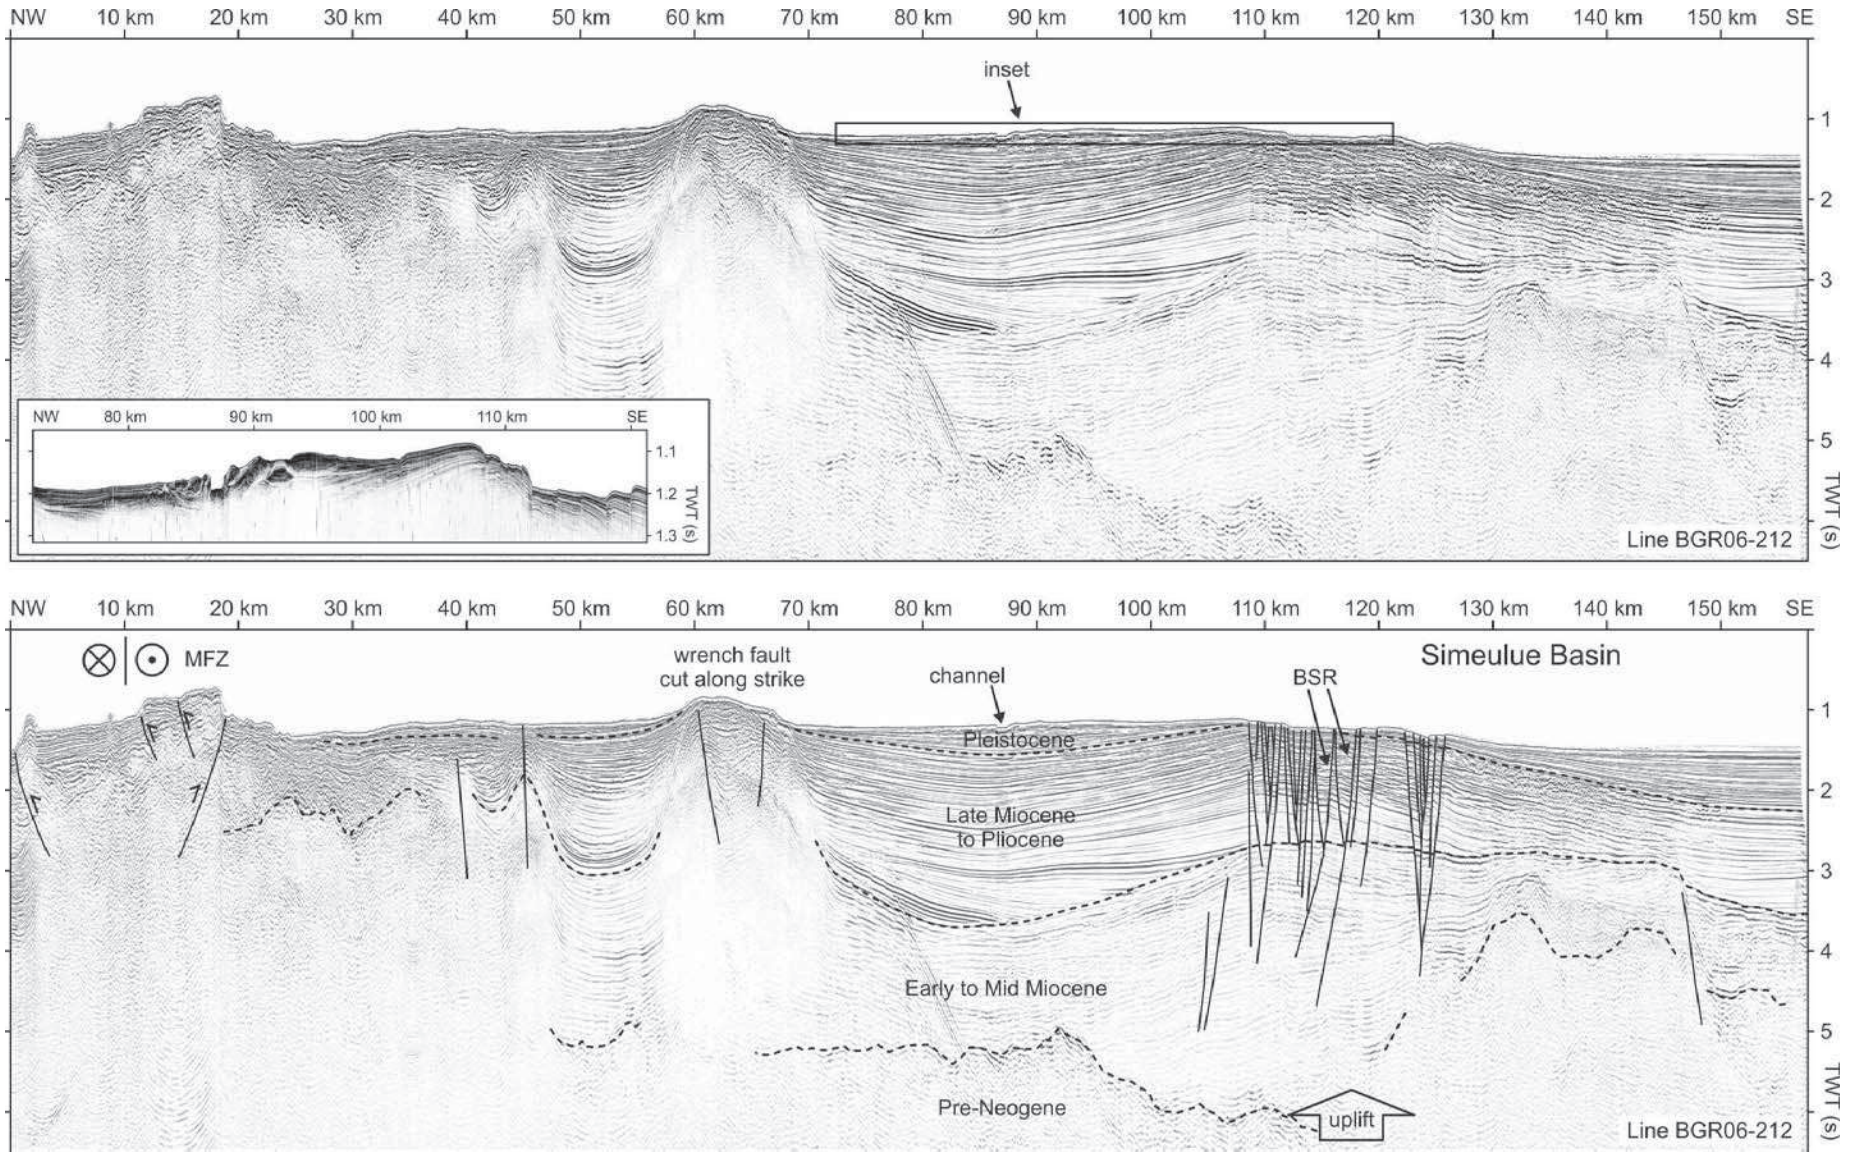 NW 10 km 20 km 30 km 40 km 50 km 60 km 70 km 80 km 90 km 100 km 110 km 120 km 130 km 140 km 150 km SE
inset
1
2
3
4
5
TWT (s)
Line BGR06-212
NW 80 km 90 km 100 km 110 km SE
1.1
1.2
1.3
TWT (s)
NW 10 km 20 km 30 km 40 km 50 km 60 km 70 km 80 km 90 km 100 km 110 km 120 km 130 km 140 km 150 km SE
MFZ
wrench fault
cut along strike
channel
BSR
Simeulue Basin
Pleistocene
Late Miocene
to Pliocene
Early to Mid Miocene
Pre-Neogene
uplift
1
2
3
4
5
TWT (s)
Line BGR06-212